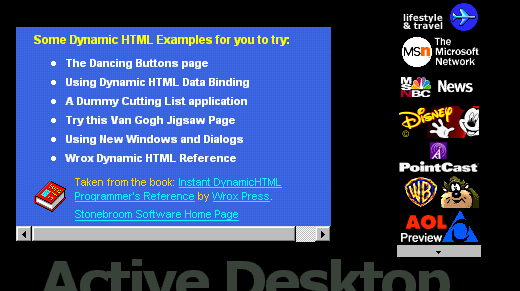 Some Dynamic HTML Examples for you to try:
The Dancing Buttons page
Using Dynamic HTML Data Binding
A Dummy Cutting List application
Try this Van Gogh Jigsaw Page
Using New Windows and Dialogs
Wrox Dynamic HTML Reference
Taken from the book: Instant DynamicHTML
Programmer's Reference by Wrox Press.
Stonebroom Software Home Page
lifestyle
& travel
msn The
Microsoft
Network
MS
NBC News
DISNEY
PointCast
WB
AOL
Preview
Active Desktop